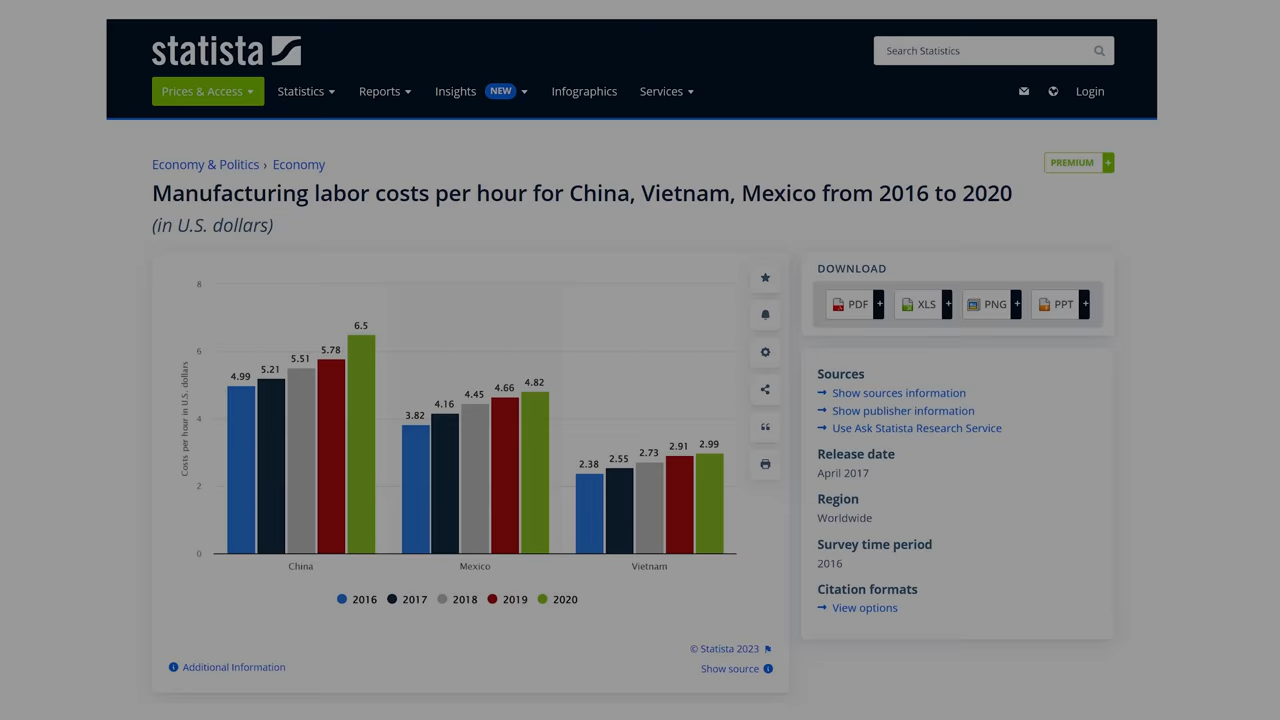 statista
Search Statistics
Prices & Access Statistics Reports Insights NEW Infographics Services Login
Economy & Politics › Economy
PREMIUM +
Manufacturing labor costs per hour for China, Vietnam, Mexico from 2016 to 2020
(in U.S. dollars)
Costs per hour in U.S. dollars
8
6
4
2
0
4.99 5.21 5.51 5.78 6.5
3.82 4.16 4.45 4.66 4.82
2.38 2.55 2.73 2.91 2.99
China Mexico Vietnam
2016 2017 2018 2019 2020
Additional Information
© Statista 2023
Show source
DOWNLOAD
PDF + XLS + PNG + PPT +
Sources
Show sources information
Show publisher information
Use Ask Statista Research Service
Release date
April 2017
Region
Worldwide
Survey time period
2016
Citation formats
View options